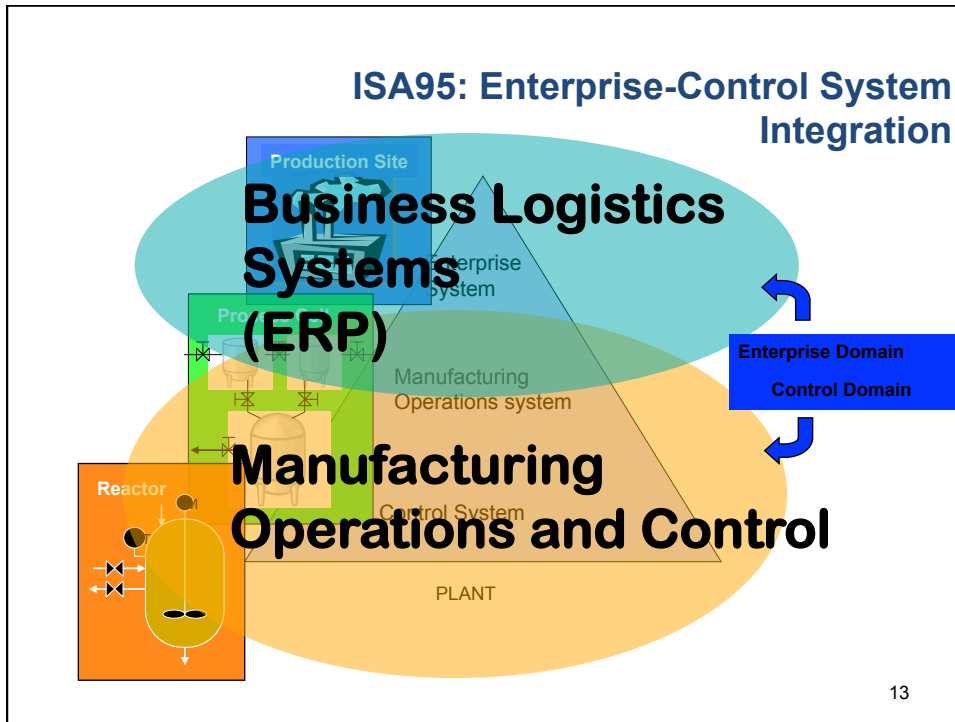 ISA95: Enterprise-Control System
Integration
Production Site
Business Logistics
Systems
(ERP)
Enterprise
System
Enterprise Domain
Control Domain
Manufacturing
Operations system
Reactor
M
Manufacturing
Operations and Control
Control System
PLANT
13